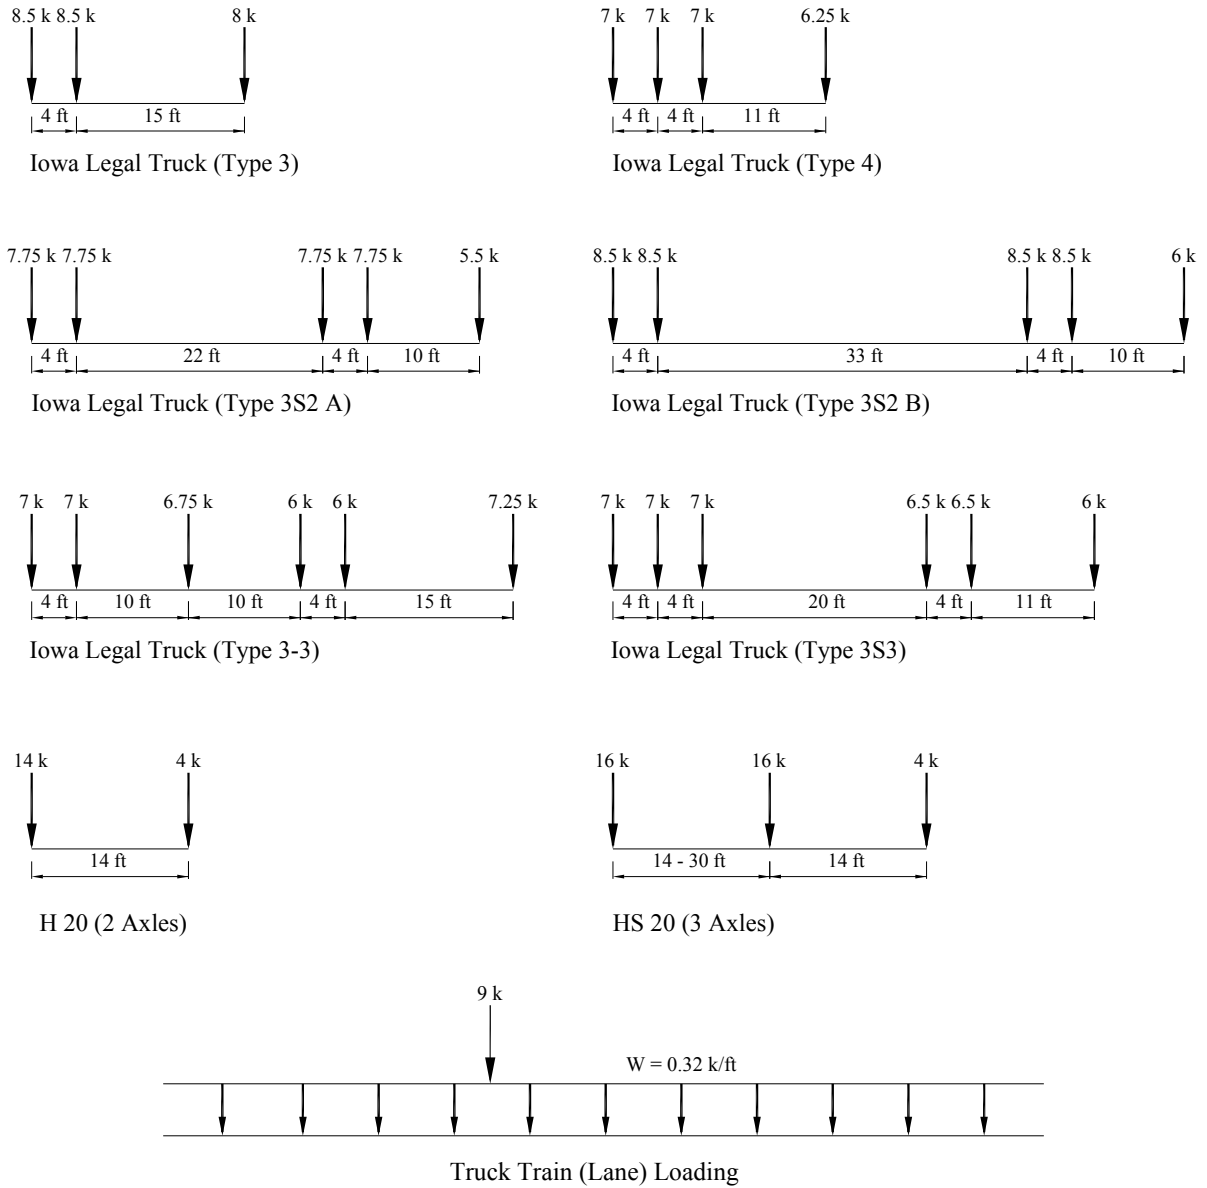 8.5 k 8.5 k 8 k
4 ft 15 ft
Iowa Legal Truck (Type 3)
7 k 7 k 7 k 6.25 k
4 ft 4 ft 11 ft
Iowa Legal Truck (Type 4)
7.75 k 7.75 k 7.75 k 7.75 k 5.5 k
4 ft 22 ft 4 ft 10 ft
Iowa Legal Truck (Type 3S2 A)
8.5 k 8.5 k 8.5 k 8.5 k 6 k
4 ft 33 ft 4 ft 10 ft
Iowa Legal Truck (Type 3S2 B)
7 k 7 k 6.75 k 6 k 6 k 7.25 k
4 ft 10 ft 10 ft 4 ft 15 ft
Iowa Legal Truck (Type 3-3)
7 k 7 k 7 k 6.5 k 6.5 k 6 k
4 ft 4 ft 20 ft 4 ft 11 ft
Iowa Legal Truck (Type 3S3)
14 k 4 k
14 ft
H 20 (2 Axles)
16 k 16 k 4 k
14 - 30 ft 14 ft
HS 20 (3 Axles)
9 k
W = 0.32 k/ft
Truck Train (Lane) Loading